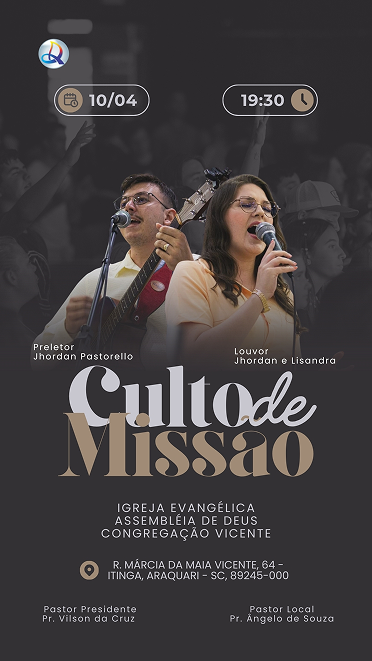 10/04
19:30
Preletor
Jhordan Pastorello
Louvor
Jhordan e Lisandra
Culto de
Missão
IGREJA EVANGÉLICA
ASSEMBLÉIA DE DEUS
CONGREGAÇÃO VICENTE
R. MÁRCIA DA MAIA VICENTE, 64 -
ITINGA, ARAQUARI - SC, 89245-000
Pastor Presidente
Pr. Vilson da Cruz
Pastor Local
Pr. Ângelo de Souza